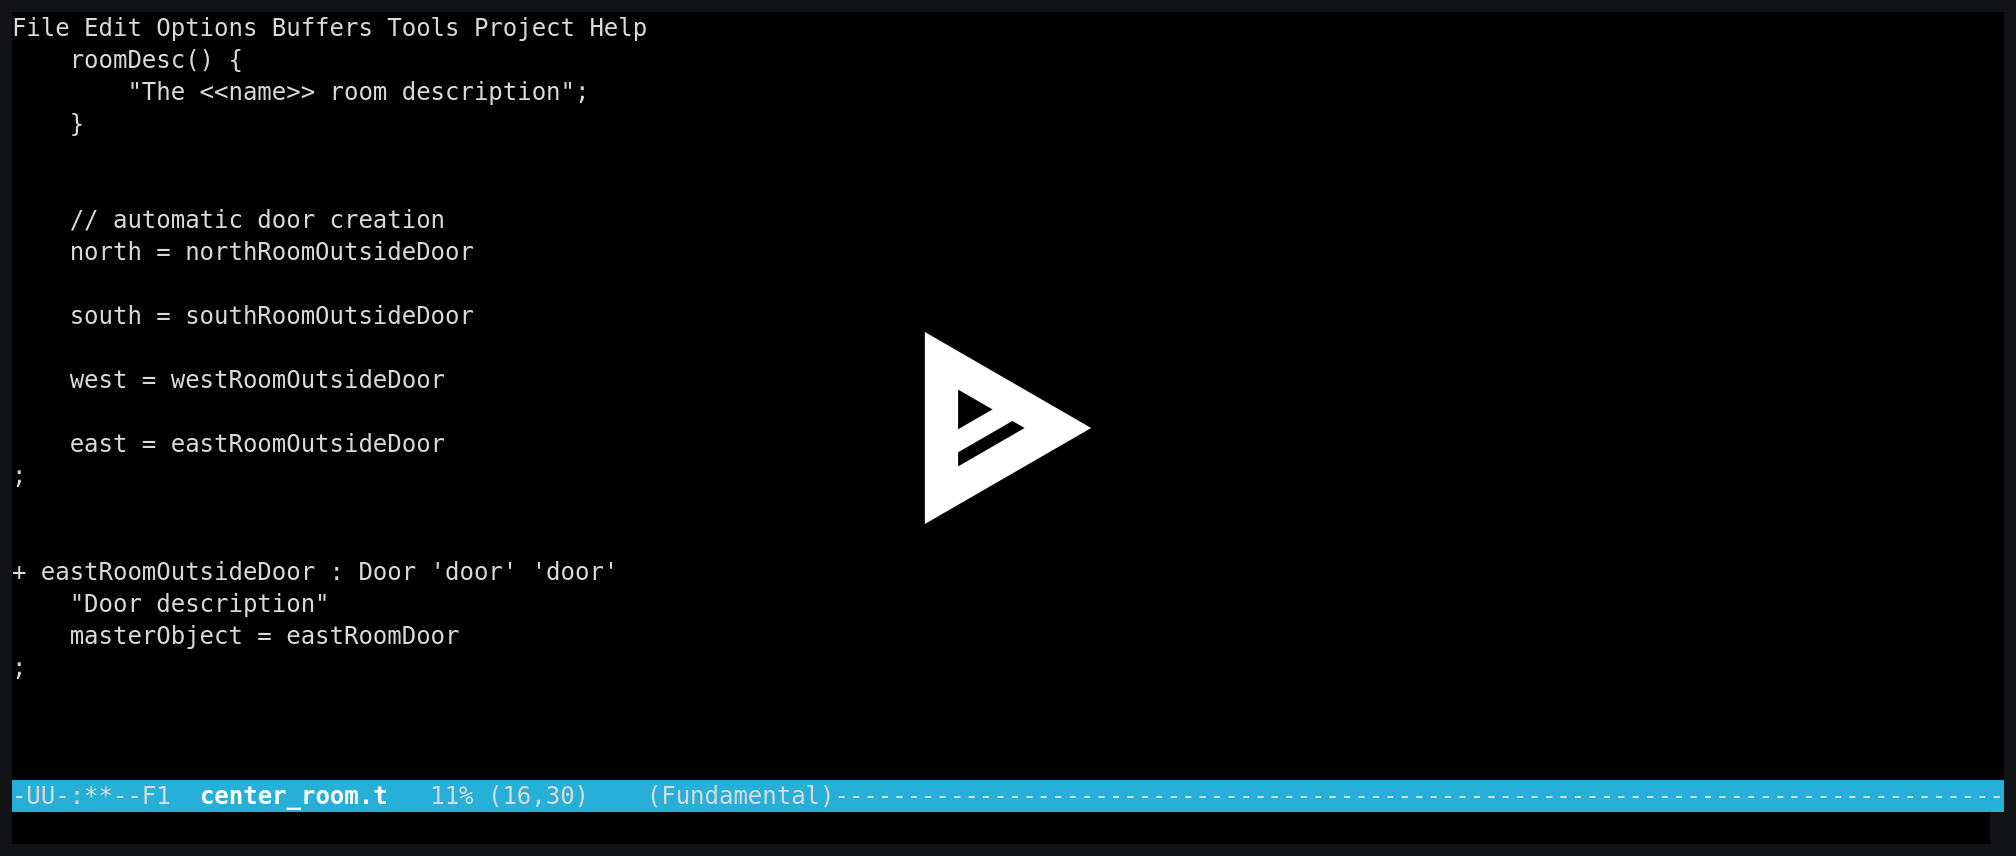 File Edit Options Buffers Tools Project Help
    roomDesc() {
        "The <<name>> room description";
    }
    // automatic door creation
    north = northRoomOutsideDoor
    south = southRoomOutsideDoor
    west = westRoomOutsideDoor
    east = eastRoomOutsideDoor
;
+ eastRoomOutsideDoor : Door 'door' 'door'
    "Door description"
    masterObject = eastRoomDoor
;
-UU-:**--F1  center_room.t   11% (16,30)    (Fundamental)---------------------------------------------------------------------------------